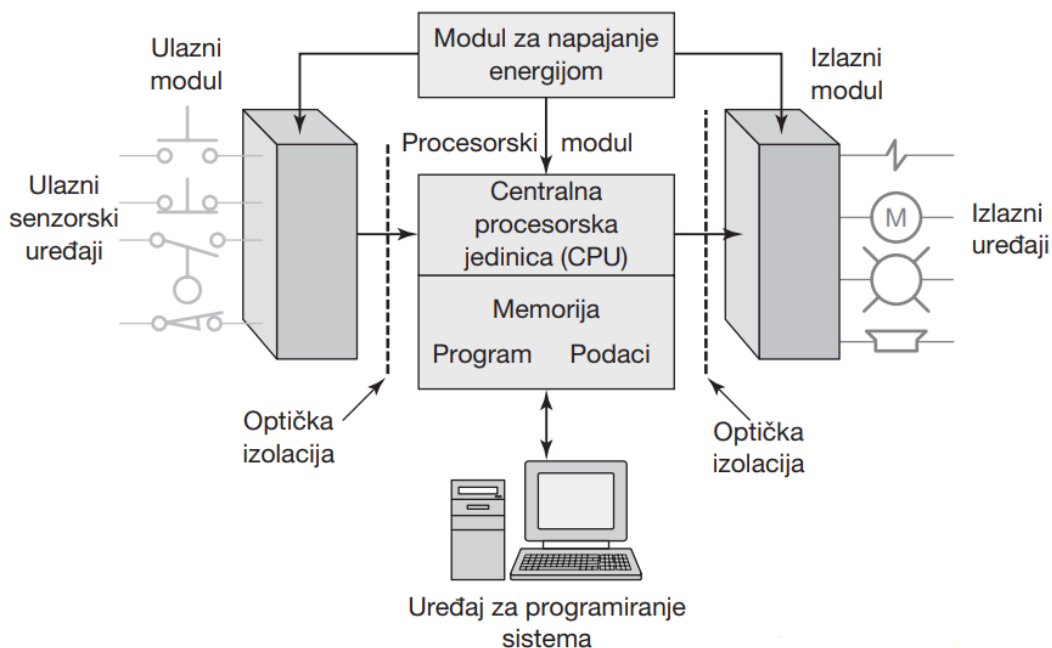 Ulazni
modul
Modul za napajanje
energijom
Izlazni
modul
Procesorski modul
Ulazni
senzorski
uređaji
Centralna
procesorska
jedinica (CPU)
M
Izlazni
uređaji
Memorija
Program Podaci
Optička
izolacija
Optička
izolacija
Uređaj za programiranje
sistema